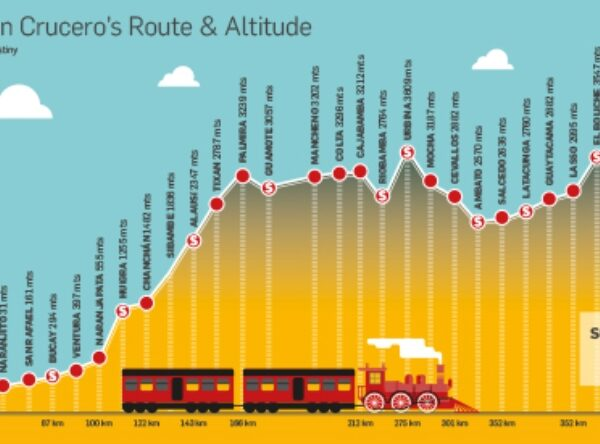 n Crucero's Route & Altitude
stiny
NARANJITO 31 mts
SAN RAFAEL 161 mts
BUCAY 294 mts
VENTURA 397 mts
NARANJAPATA 555 mts
HUIGRA 1255 mts
CHANCHÁN 1482 mts
SIBAMBE 1806 mts
ALAUSÍ 2347 mts
TIXAN 2787 mts
PALMIRA 3239 mts
GUAMOTE 3057 mts
MANCHENO 3202 mts
COLTA 3296 mts
CAJABAMBA 3212 mts
RIOBAMBA 2764 mts
URBINA 3609 mts
MOCHA 3187 mts
CEVALLOS 2882 mts
AMBATO 2570 mts
SALCEDO 2636 mts
LATACUNGA 2760 mts
GUAYTACAMA 2882 mts
LASSO 2995 mts
EL BOLICHE 3547 mts
S S S S S S S S S
S
87 km
100 km
122 km
143 km
166 km
212 km
275 km
301 km
352 km
352 km